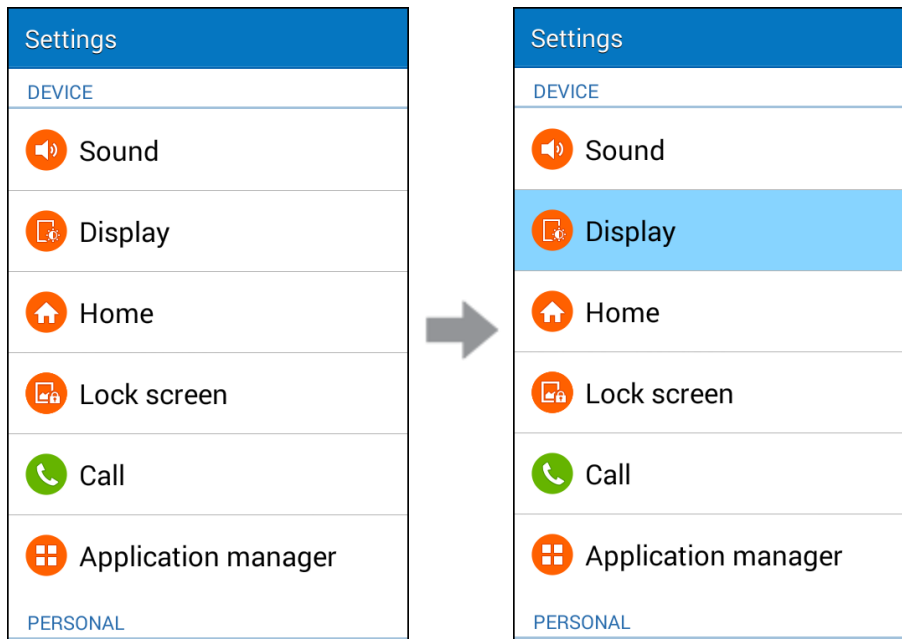 Settings
DEVICE
Sound
Display
Home
Lock screen
Call
Application manager
PERSONAL
Settings
DEVICE
Sound
Display
Home
Lock screen
Call
Application manager
PERSONAL